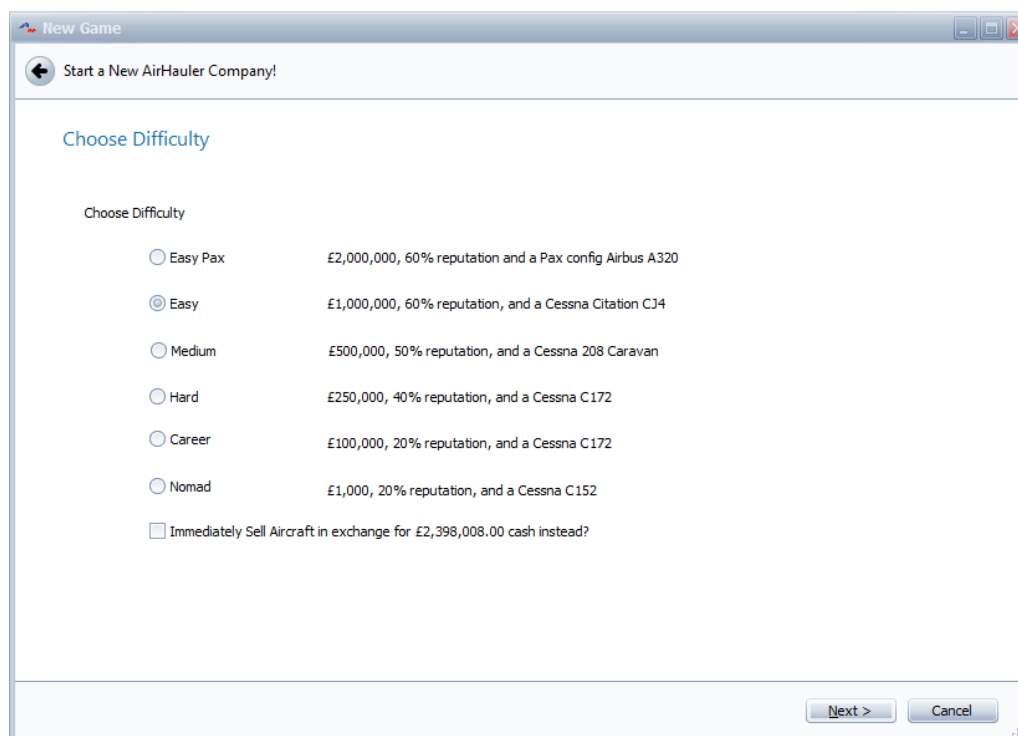 New Game
Start a New AirHauler Company!
Choose Difficulty
Choose Difficulty
Easy Pax £2,000,000, 60% reputation and a Pax config Airbus A320
Easy £1,000,000, 60% reputation, and a Cessna Citation CJ4
Medium £500,000, 50% reputation, and a Cessna 208 Caravan
Hard £250,000, 40% reputation, and a Cessna C172
Career £100,000, 20% reputation, and a Cessna C172
Nomad £1,000, 20% reputation, and a Cessna C152
Immediately Sell Aircraft in exchange for £2,398,008.00 cash instead?
Next > Cancel